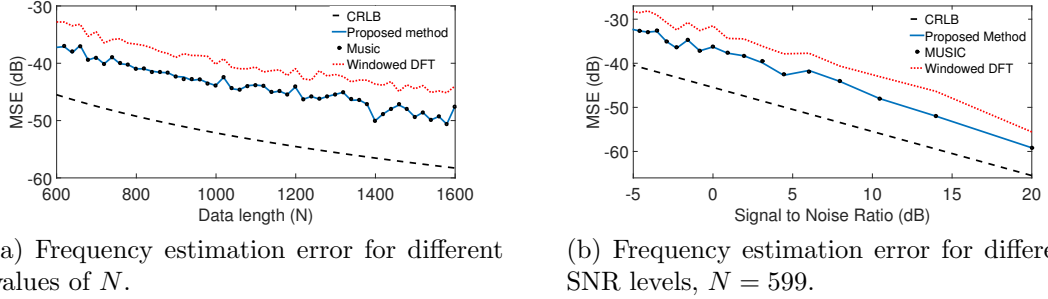 -30
-40
-50
-60
MSE (dB)
600 800 1000 1200 1400 1600
Data length (N)
CRLB
Proposed method
Music
Windowed DFT
a) Frequency estimation error for different
values of N.
-30
-40
-50
-60
MSE (dB)
-5 0 5 10 15 20
Signal to Noise Ratio (dB)
CRLB
Proposed Method
MUSIC
Windowed DFT
(b) Frequency estimation error for differe
SNR levels, N = 599.